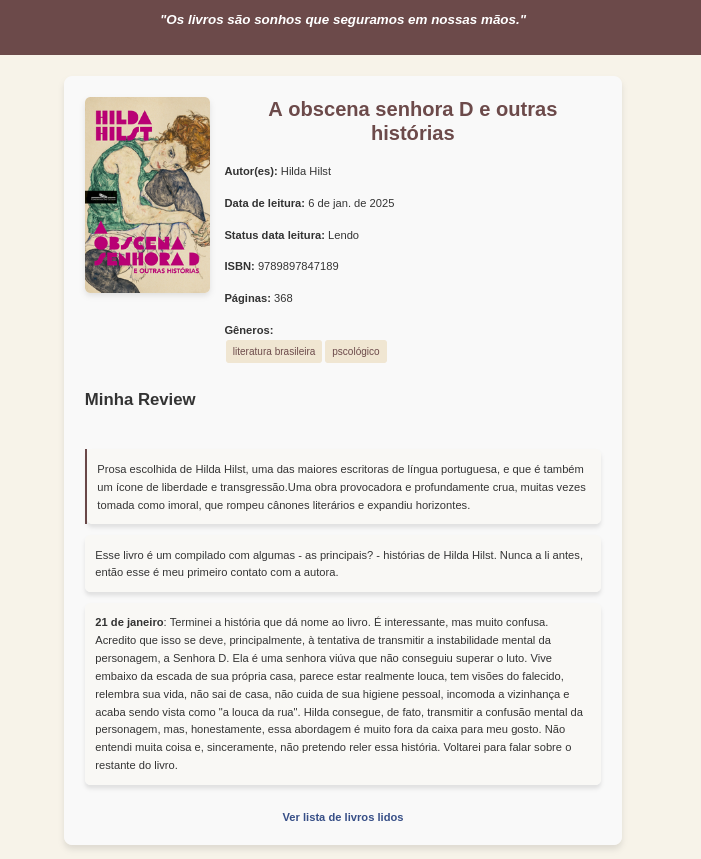 "Os livros são sonhos que seguramos em nossas mãos."
HILDA
HILST
A
OBSCENA
SENHORA D
E OUTRAS HISTÓRIAS
A obscena senhora D e outras
histórias
Autor(es): Hilda Hilst
Data de leitura: 6 de jan. de 2025
Status data leitura: Lendo
ISBN: 9789897847189
Páginas: 368
Gêneros:
literatura brasileira pscológico
Minha Review
Prosa escolhida de Hilda Hilst, uma das maiores escritoras de língua portuguesa, e que é também
um ícone de liberdade e transgressão.Uma obra provocadora e profundamente crua, muitas vezes
tomada como imoral, que rompeu cânones literários e expandiu horizontes.
Esse livro é um compilado com algumas - as principais? - histórias de Hilda Hilst. Nunca a li antes,
então esse é meu primeiro contato com a autora.
21 de janeiro: Terminei a história que dá nome ao livro. É interessante, mas muito confusa.
Acredito que isso se deve, principalmente, à tentativa de transmitir a instabilidade mental da
personagem, a Senhora D. Ela é uma senhora viúva que não conseguiu superar o luto. Vive
embaixo da escada de sua própria casa, parece estar realmente louca, tem visões do falecido,
relembra sua vida, não sai de casa, não cuida de sua higiene pessoal, incomoda a vizinhança e
acaba sendo vista como "a louca da rua". Hilda consegue, de fato, transmitir a confusão mental da
personagem, mas, honestamente, essa abordagem é muito fora da caixa para meu gosto. Não
entendi muita coisa e, sinceramente, não pretendo reler essa história. Voltarei para falar sobre o
restante do livro.
Ver lista de livros lidos